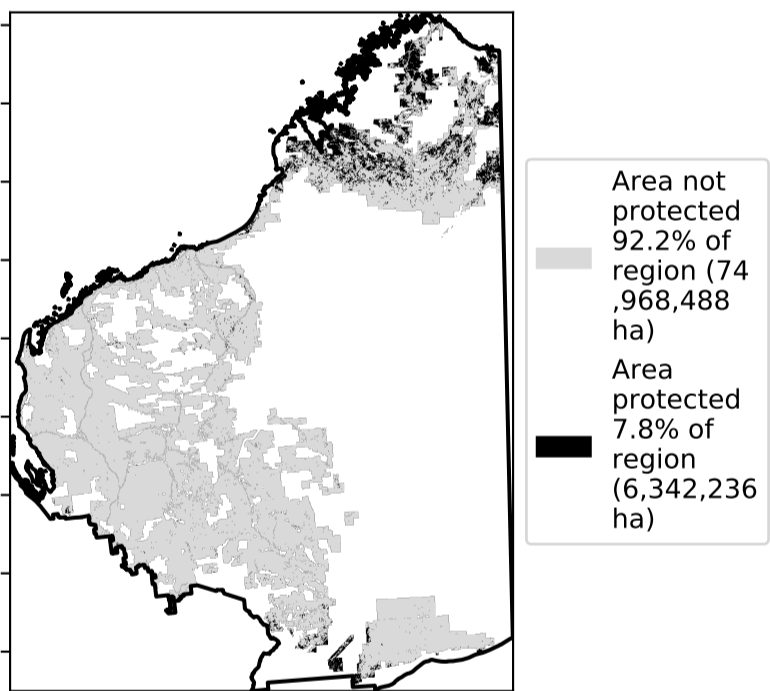 Area not
protected
92.2% of
region (74
,968,488
ha)
Area
protected
7.8% of
region
(6,342,236
ha)